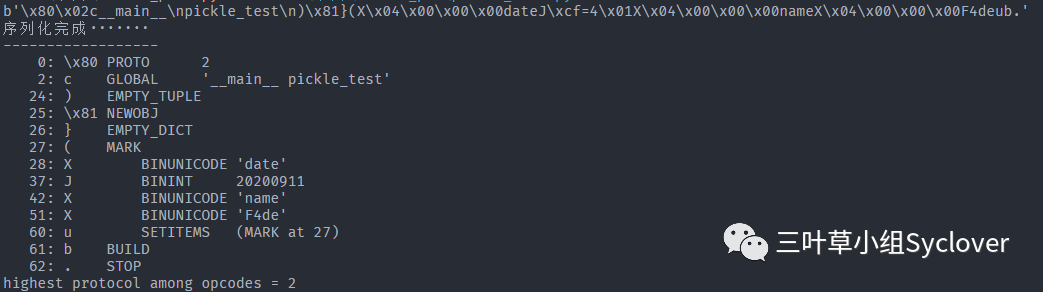 b'\x80\x02c__main__\npickle_test\n)\x81}(X\x04\x00\x00\x00dateJ\xcf=4\x01X\x04\x00\x00\x00nameX\x04\x00\x00\x00F4deub.'
序列化完成·······
------------------
0: \x80 PROTO 2
2: c GLOBAL '__main__ pickle_test'
24: ) EMPTY_TUPLE
25: \x81 NEWOBJ
26: } EMPTY_DICT
27: ( MARK
28: X BINUNICODE 'date'
37: J BININT 20200911
42: X BINUNICODE 'name'
51: X BINUNICODE 'F4de'
60: u SETITEMS (MARK at 27)
61: b BUILD
62: . STOP
highest protocol among opcodes = 2
三叶草小组Syclover